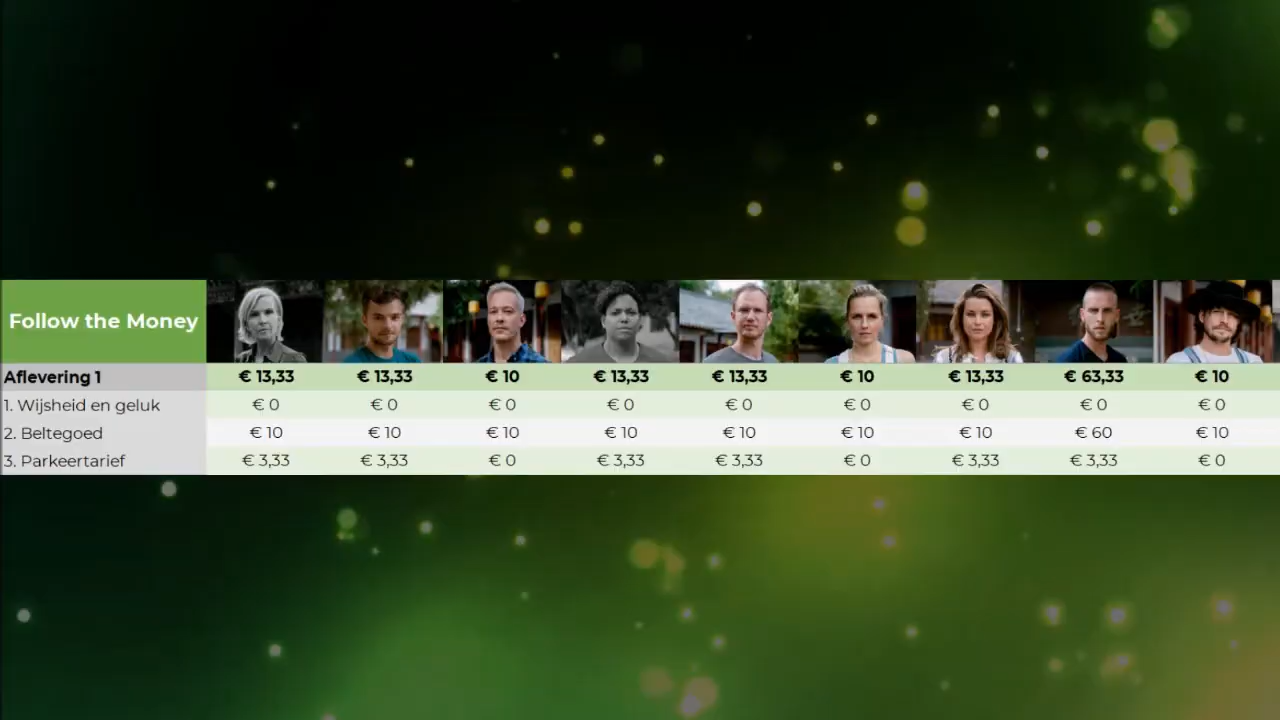 Follow the Money
Aflevering 1 € 13,33 € 13,33 € 10 € 13,33 € 13,33 € 10 € 13,33 € 63,33 € 10
1. Wijsheid en geluk € 0 € 0 € 0 € 0 € 0 € 0 € 0 € 0 € 0
2. Beltegoed € 10 € 10 € 10 € 10 € 10 € 10 € 10 € 60 € 10
3. Parkeertarief € 3,33 € 3,33 € 0 € 3,33 € 3,33 € 0 € 3,33 € 3,33 € 0